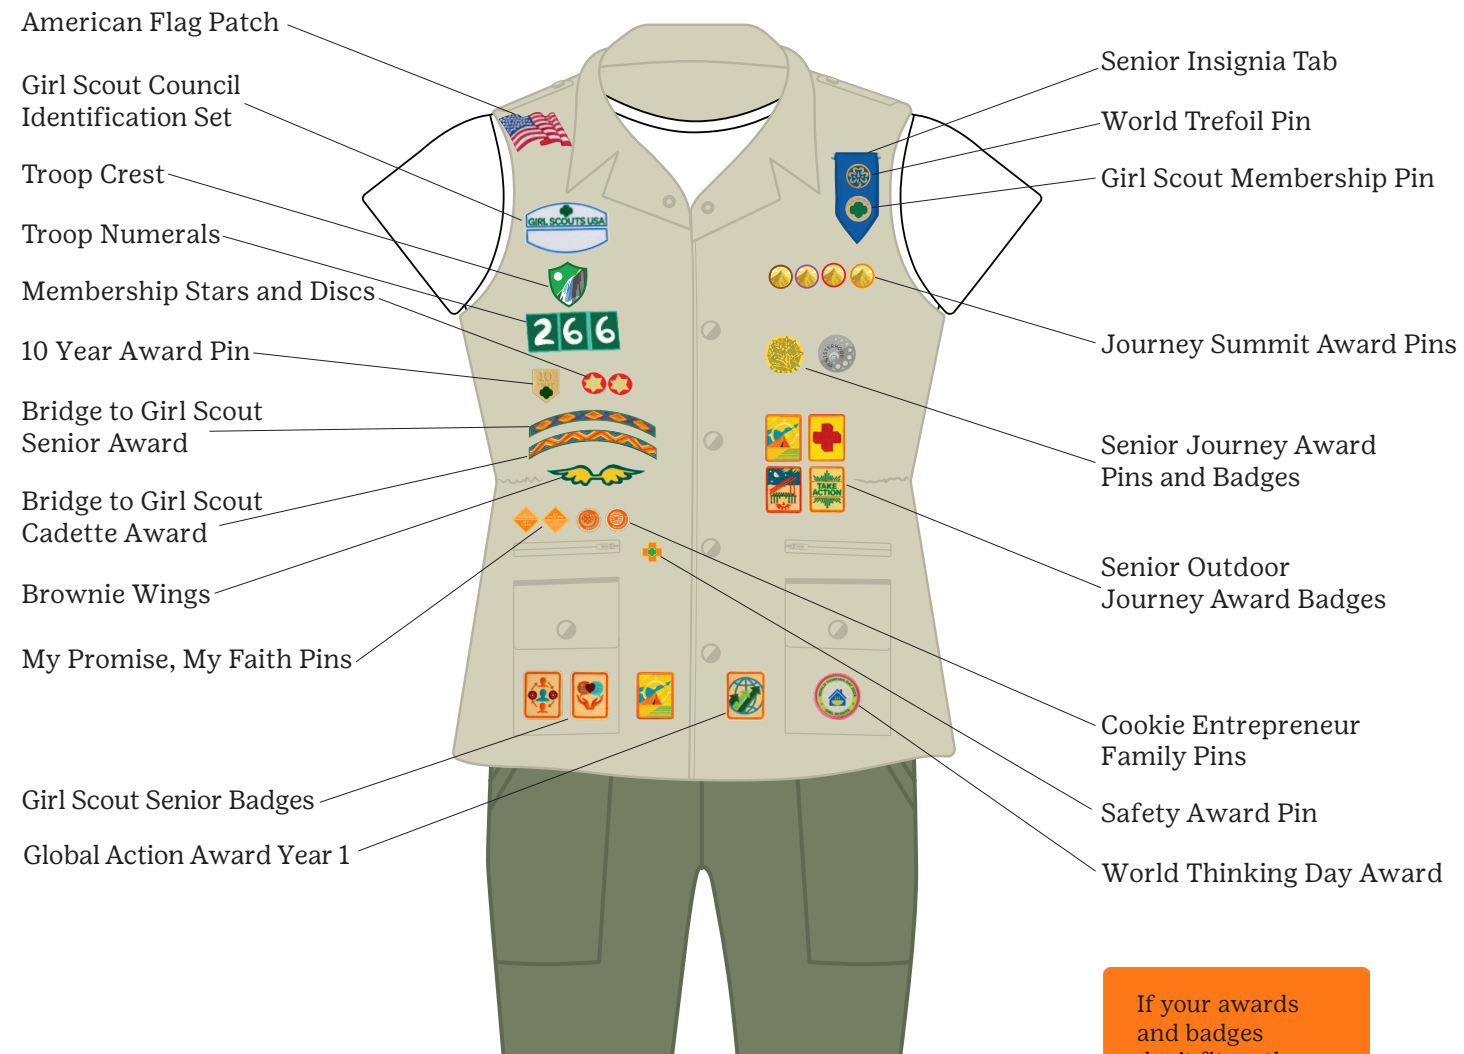 American Flag Patch
Girl Scout Council
Identification Set
Troop Crest
Troop Numerals
Membership Stars and Discs
10 Year Award Pin
Bridge to Girl Scout
Senior Award
Bridge to Girl Scout
Cadette Award
Brownie Wings
My Promise, My Faith Pins
Girl Scout Senior Badges
Global Action Award Year 1
GIRL SCOUTS USA
266
10
TAKE
ACTION
Senior Insignia Tab
World Trefoil Pin
Girl Scout Membership Pin
Journey Summit Award Pins
Senior Journey Award
Pins and Badges
Senior Outdoor
Journey Award Badges
Cookie Entrepreneur
Family Pins
Safety Award Pin
World Thinking Day Award
If your awards
and badges